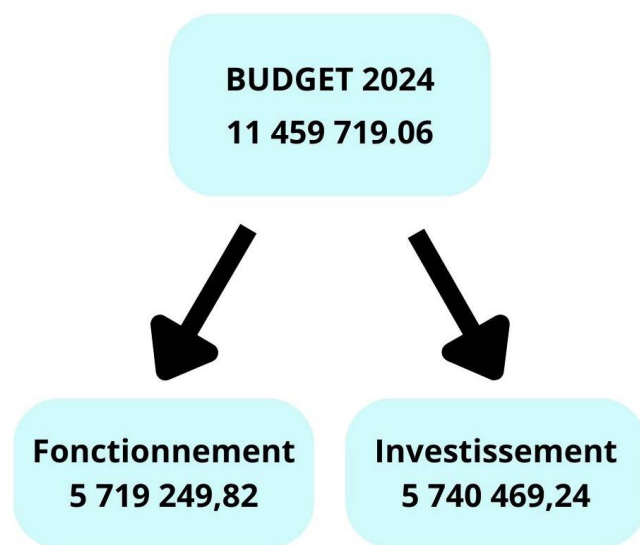 BUDGET 2024
11 459 719.06
Fonctionnement
5 719 249,82
Investissement
5 740 469,24